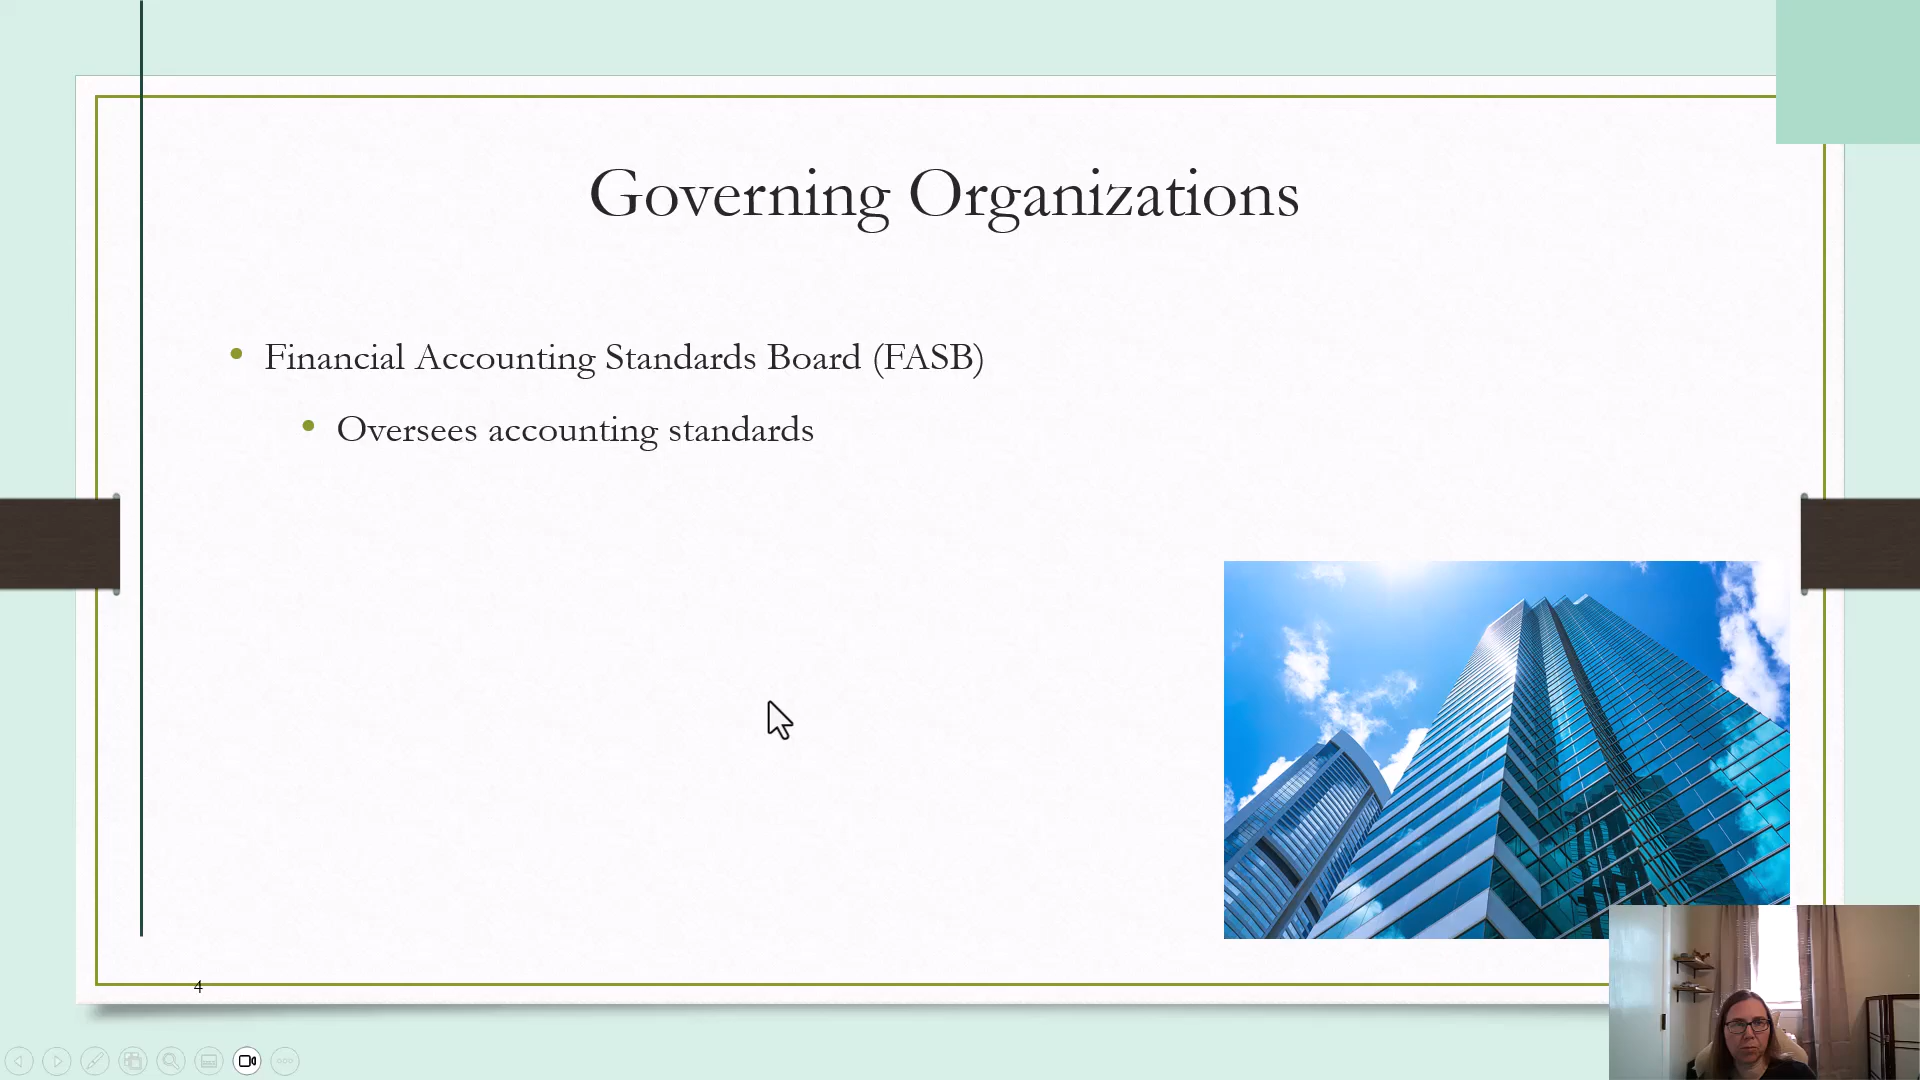 Governing Organizations
Financial Accounting Standards Board (FASB)
Oversees accounting standards
4